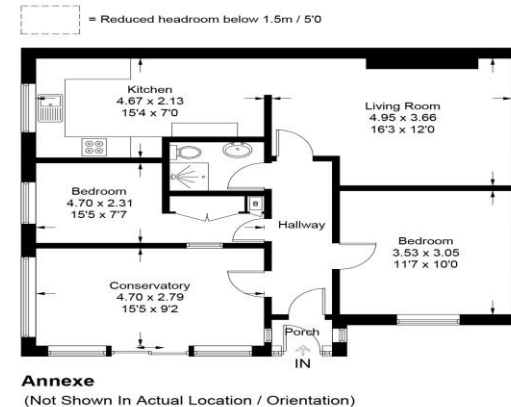 = Reduced headroom below 1.5m / 5'0
Kitchen
4.67 x 2.13
15'4 x 7'0
Living Room
4.95 x 3.66
16'3 x 12'0
Bedroom
4.70 x 2.31
15'5 x 7'7
Hallway
Bedroom
3.53 x 3.05
11'7 x 10'0
Conservatory
4.70 x 2.79
15'5 x 9'2
Porch
IN
Annexe
(Not Shown In Actual Location / Orientation)